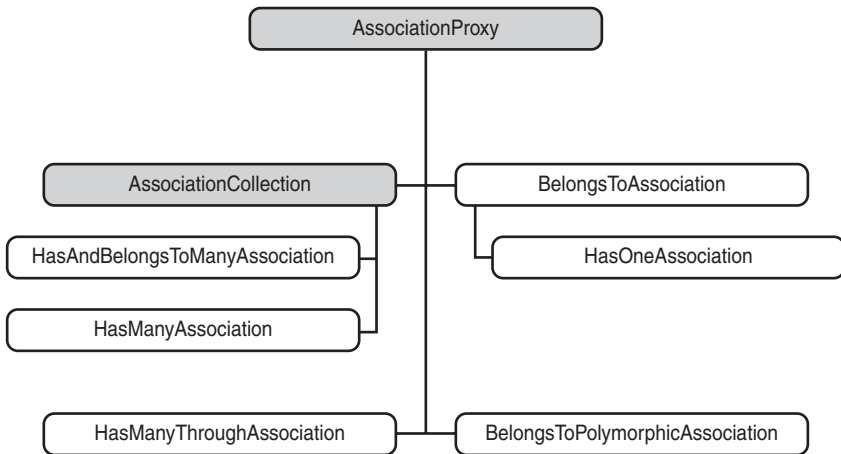 AssociationProxy
AssociationCollection
BelongsToAssociation
HasAndBelongsToManyAssociation
HasOneAssociation
HasManyAssociation
HasManyThroughAssociation
BelongsToPolymorphicAssociation